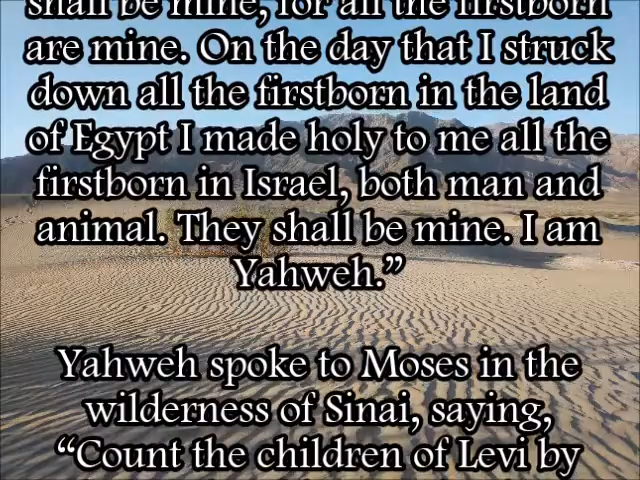 shall be mine, for all the firstborn
are mine. On the day that I struck
down all the firstborn in the land
of Egypt I made holy to me all the
firstborn in Israel, both man and
animal. They shall be mine. I am
Yahweh.”
Yahweh spoke to Moses in the
wilderness of Sinai, saying,
“Count the children of Levi by